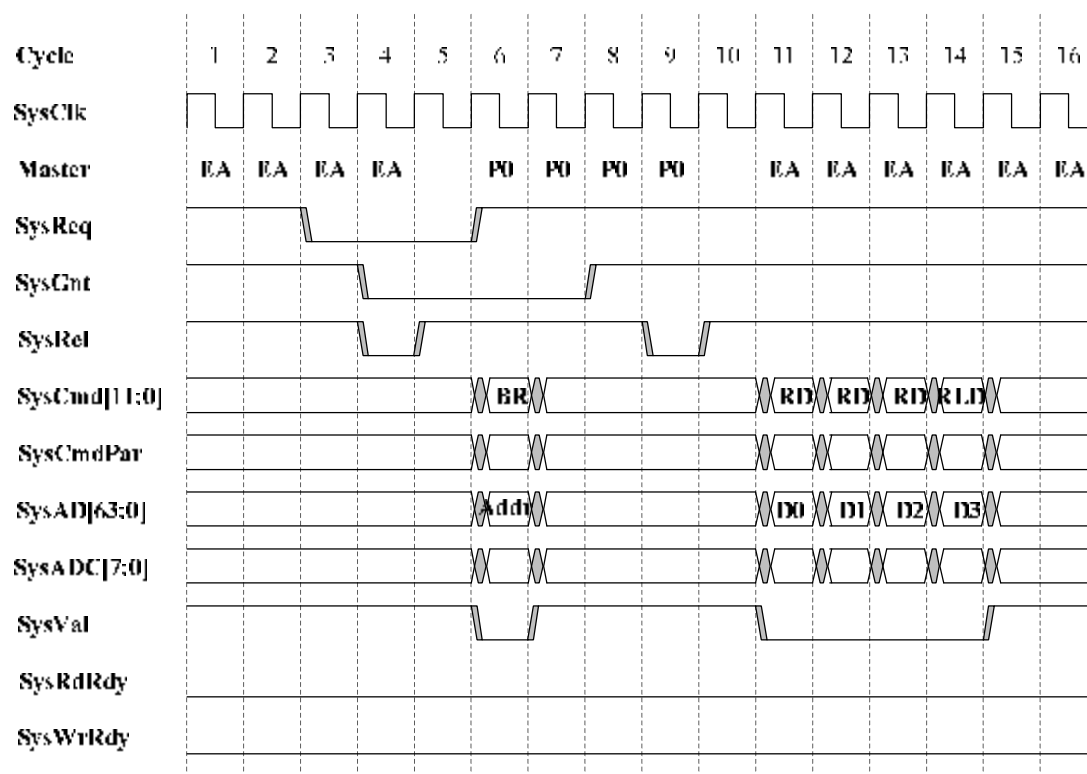 Cycle 1 2 3 4 5 6 7 8 9 10 11 12 13 14 15 16
SysClk
Master EA EA EA EA P0 P0 P0 P0 EA EA EA EA EA EA
SysReq
SysGnt
SysRel
SysCmd[11:0] BR RD RD RD RLD
SysCmdPar
SysAD[63:0] Addr D0 D1 D2 D3
SysADC[7:0]
SysVal
SysRdRdy
SysWrRdy